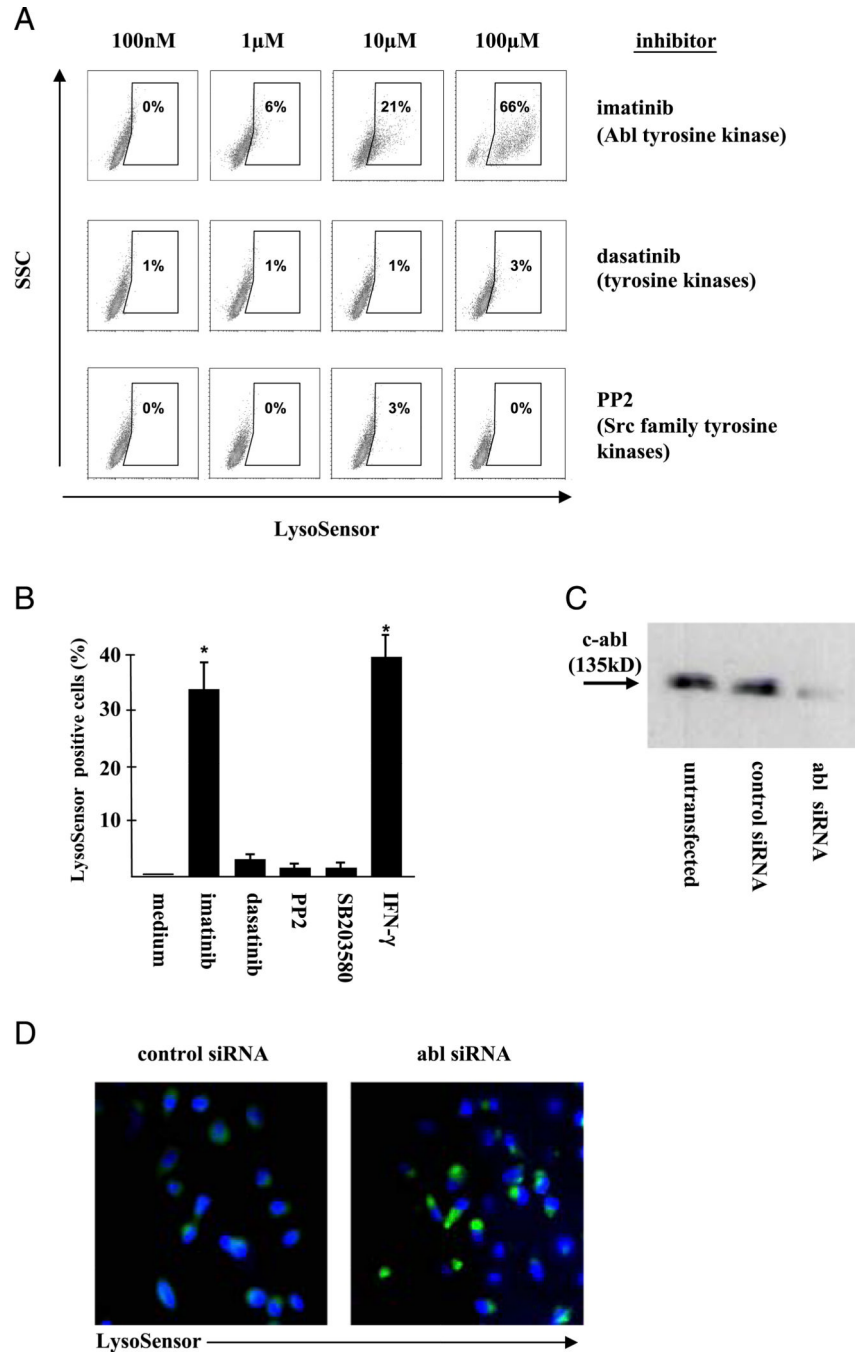 A
100nM 1µM 10µM 100µM inhibitor
0% 6% 21% 66%
imatinib
(Abl tyrosine kinase)
1% 1% 1% 3%
dasatinib
(tyrosine kinases)
0% 0% 3% 0%
PP2
(Src family tyrosine
kinases)
SSC
LysoSensor
B
LysoSensor positive cells (%)
40
30
20
10
* *
medium imatinib dasatinib PP2 SB203580 IFN-γ
C
c-abl
(135kD)
untransfected control siRNA abl siRNA
D
control siRNA abl siRNA
LysoSensor